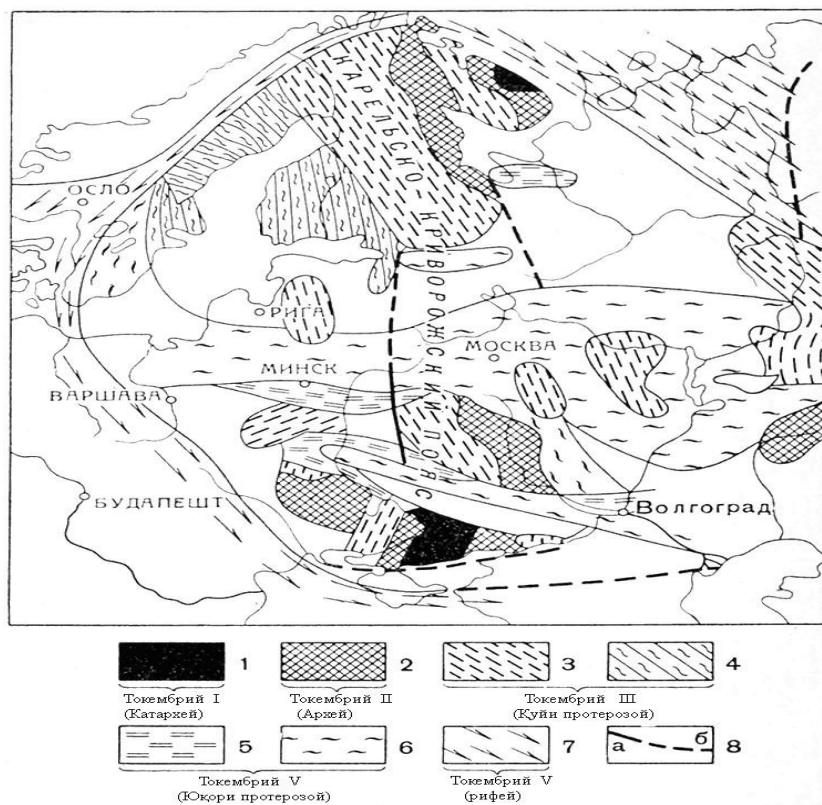 КАРЕЛЬСКО-КРИВОРОЖСКИЙ ПОЯС
ОСЛО
РИГА
МОСКВА
МИНСК
ВАРШАВА
БУДАПЕШТ
Волгоград
1 2 3 4
Токембрий I Токембрий II Токембрий III
(Катархей) (Архей) (Қуйи протерозой)
5 6 7 а б 8
Токембрий V Токембрий V
(Юқори протерозой) (рифей)